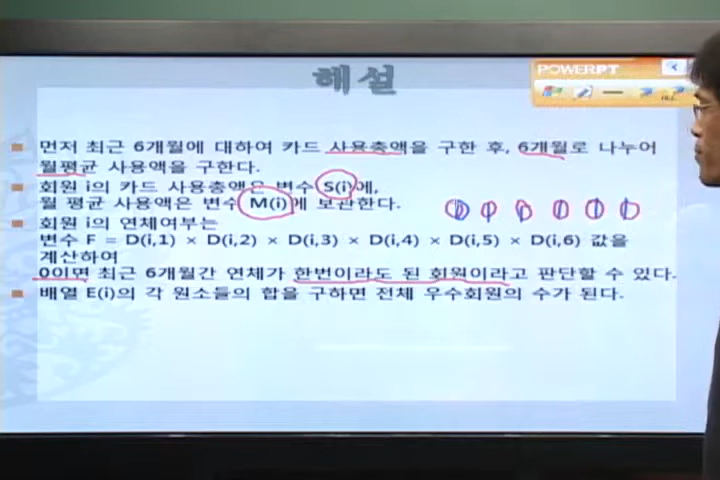 해설
POWERPT
먼저 최근 6개월에 대하여 카드 사용총액을 구한 후, 6개월로 나누어
월평균 사용액을 구한다.
회원 i의 카드 사용총액은 변수 S(i)에,
월 평균 사용액은 변수 M(i)에 보관한다.
회원 i의 연체여부는
변수 F = D(i,1) × D(i,2) × D(i,3) × D(i,4) × D(i,5) × D(i,6) 값을
계산하여
0이면 최근 6개월간 연체가 한번이라도 된 회원이라고 판단할 수 있다.
배열 E(i)의 각 원소들의 합을 구하면 전체 우수회원의 수가 된다.